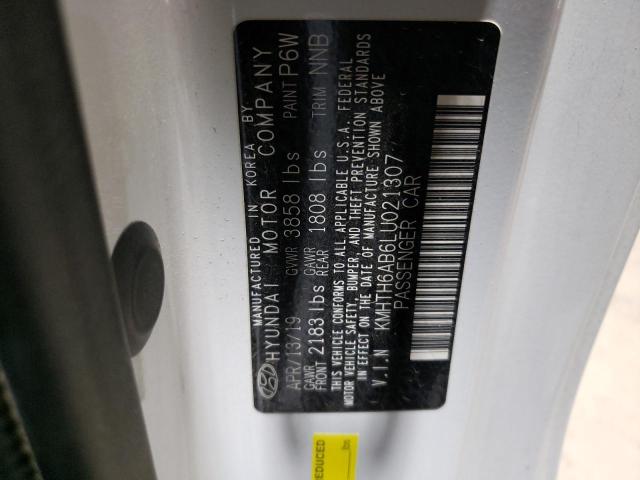 MANUFACTURED IN KOREA BY
HYUNDAI MOTOR COMPANY
APR/13/19 GVWR 3858 lbs PAINT P6W
GAWR FRONT 2183 lbs GAWR REAR 1808 lbs TRIM NNB
THIS VEHICLE CONFORMS TO ALL APPLICABLE U.S.A. FEDERAL
MOTOR VEHICLE SAFETY, BUMPER, AND THEFT PREVENTION STANDARDS
IN EFFECT ON THE DATE OF MANUFACTURE SHOWN ABOVE
V.I.N KMHTH6AB6LU021307
PASSENGER CAR
REDUCED
lbs